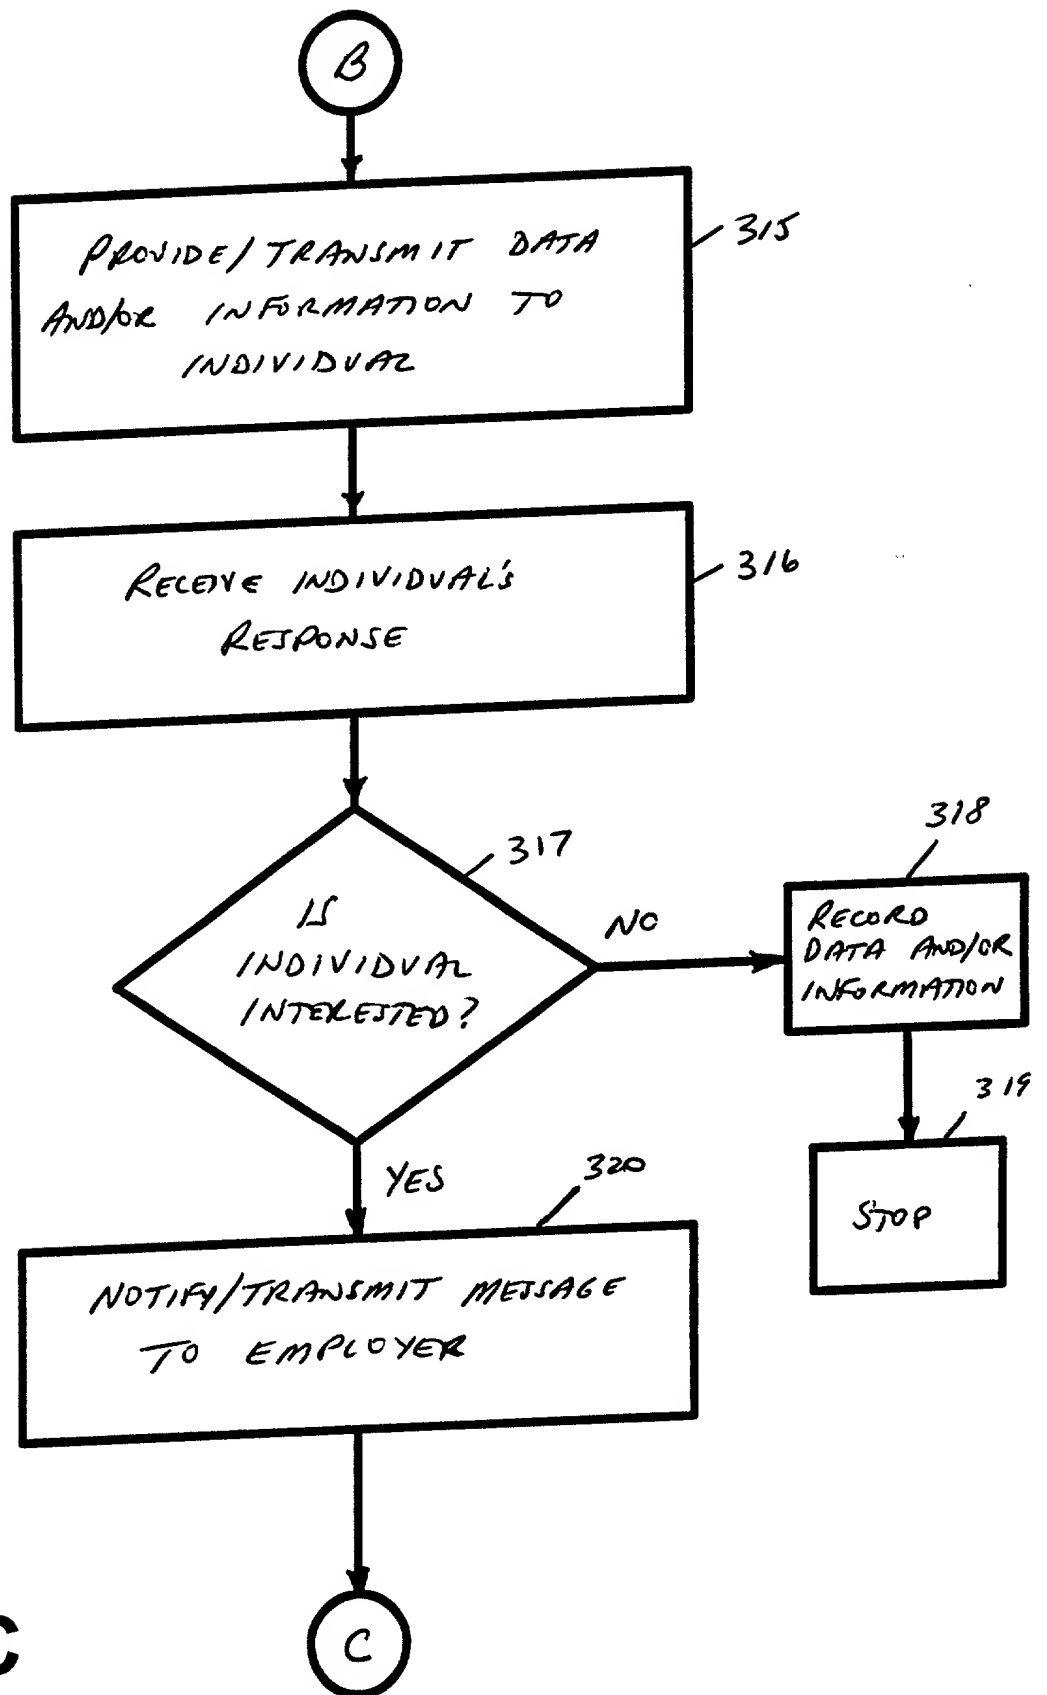 B
PROVIDE/TRANSMIT DATA
AND/OR INFORMATION TO
INDIVIDUAL
315
RECEIVE INDIVIDUAL'S
RESPONSE
316
317
IS
INDIVIDUAL
INTERESTED?
NO
318
RECORD
DATA AND/OR
INFORMATION
319
STOP
YES
320
NOTIFY/TRANSMIT MESSAGE
TO EMPLOYER
C
C